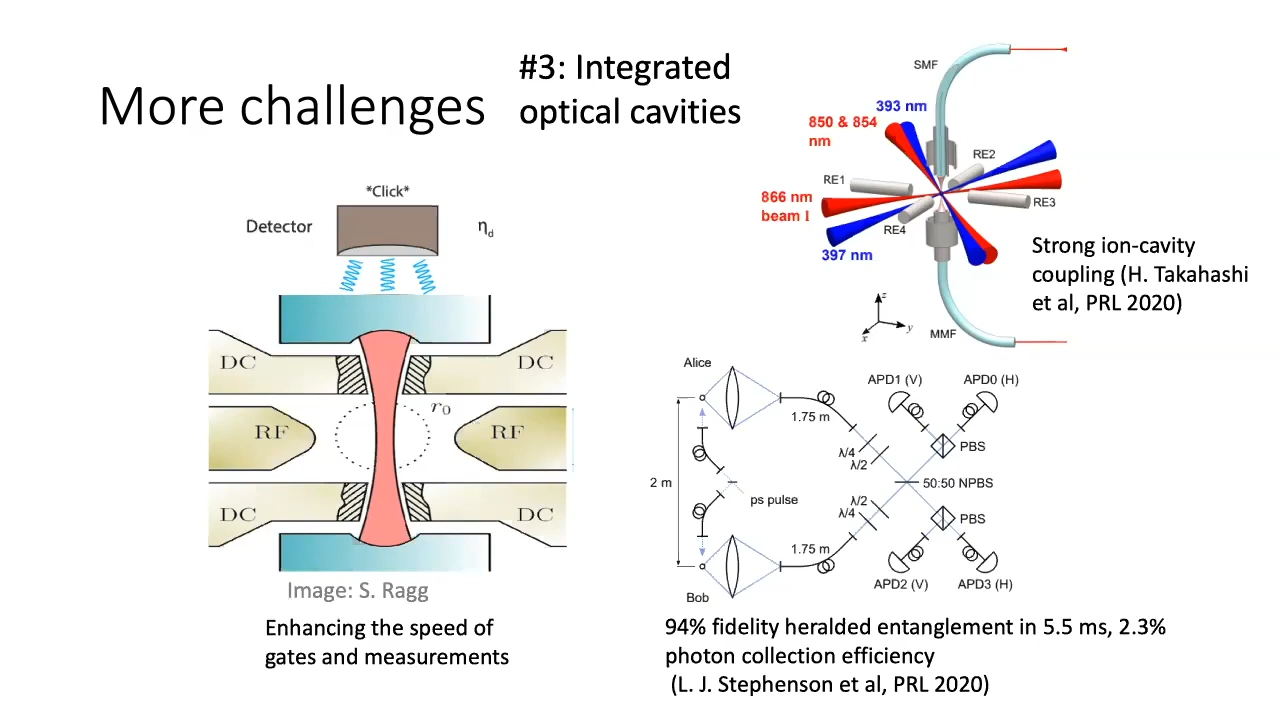 More challenges
#3: Integrated
optical cavities
*Click*
Detector
ηd
DC
DC
r0
RF
RF
DC
DC
Image: S. Ragg
Enhancing the speed of
gates and measurements
SMF
393 nm
850 & 854
nm
RE2
RE1
866 nm
beam I
RE3
RE4
397 nm
z
y
x
MMF
Strong ion-cavity
coupling (H. Takahashi
et al, PRL 2020)
Alice
APD1 (V)
APD0 (H)
1.75 m
λ/4
λ/2
PBS
2 m
ps pulse
50:50 NPBS
λ/2
λ/4
PBS
1.75 m
APD2 (V)
APD3 (H)
Bob
94% fidelity heralded entanglement in 5.5 ms, 2.3%
photon collection efficiency
(L. J. Stephenson et al, PRL 2020)